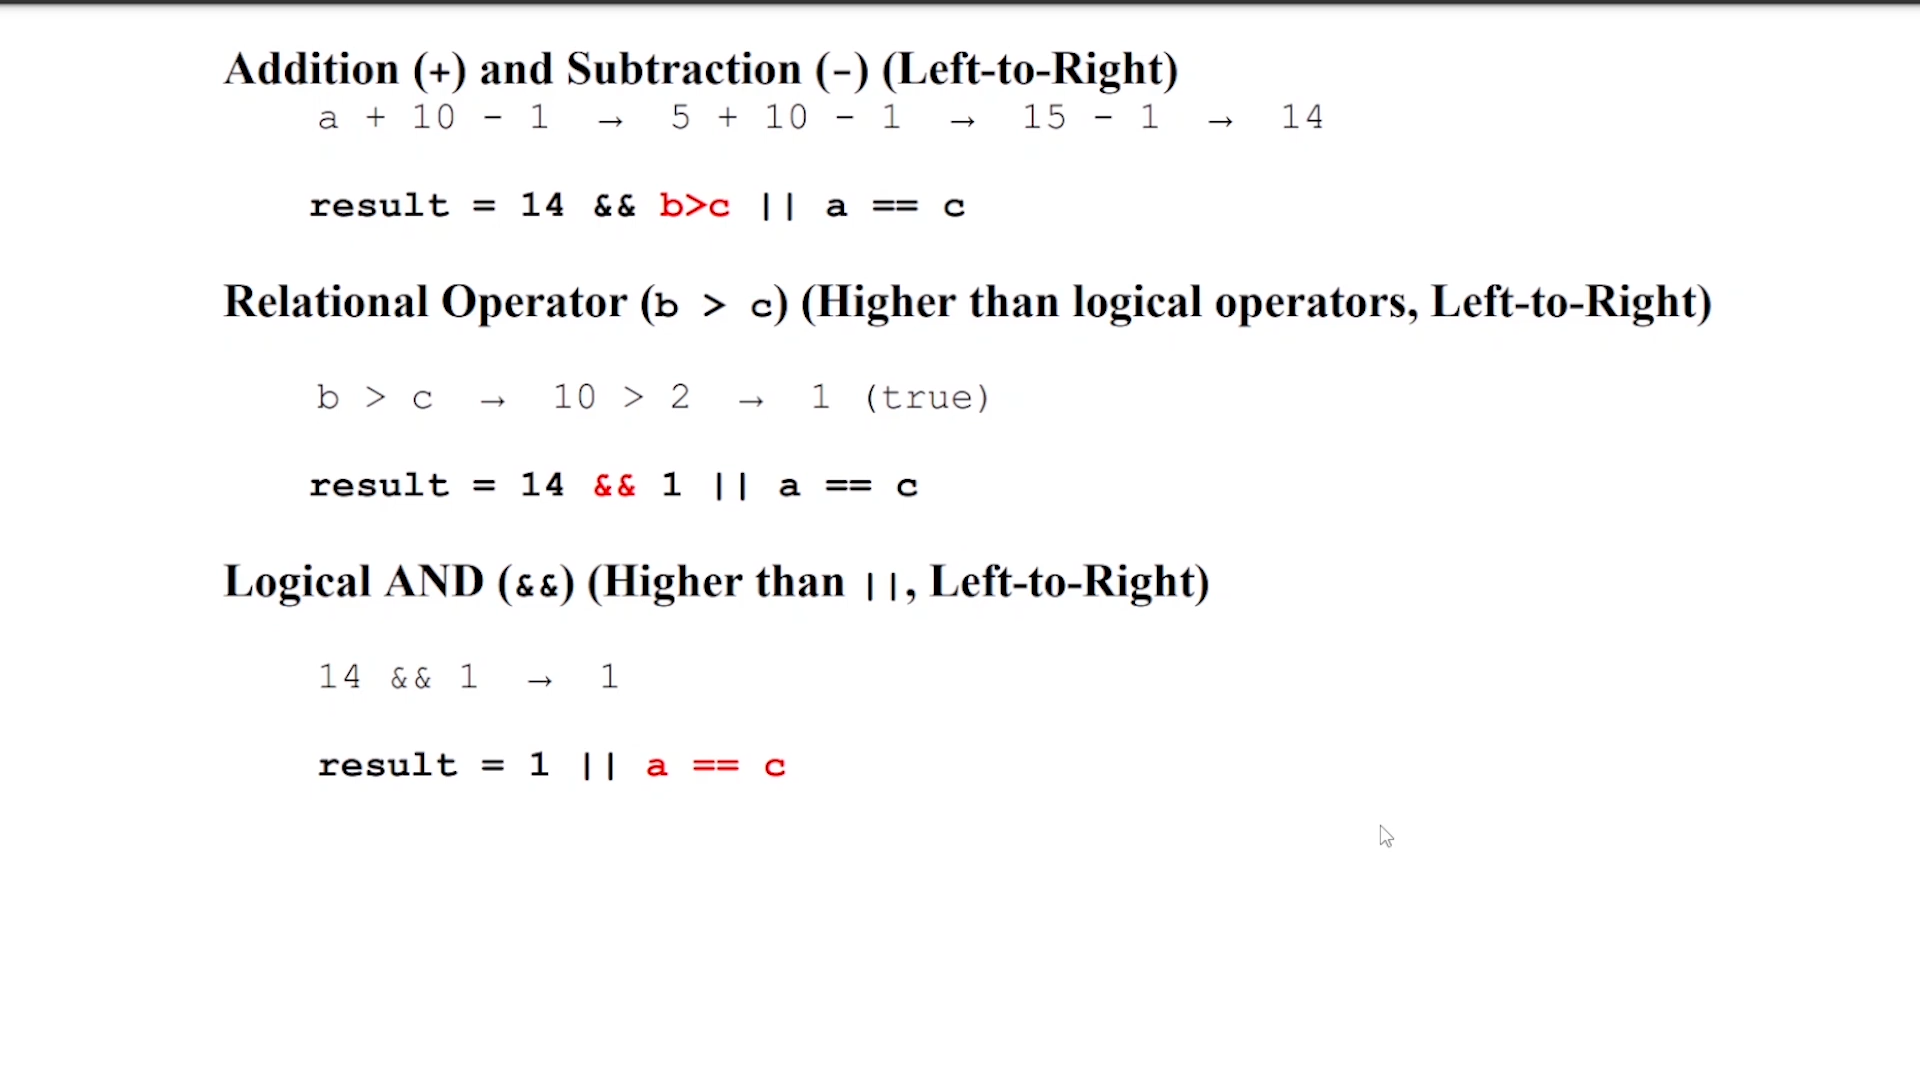 Addition (+) and Subtraction (-) (Left-to-Right)
a + 10 - 1 → 5 + 10 - 1 → 15 - 1 → 14
result = 14 && b>c || a == c
Relational Operator (b > c) (Higher than logical operators, Left-to-Right)
b > c → 10 > 2 → 1 (true)
result = 14 && 1 || a == c
Logical AND (&&) (Higher than ||, Left-to-Right)
14 && 1 → 1
result = 1 || a == c